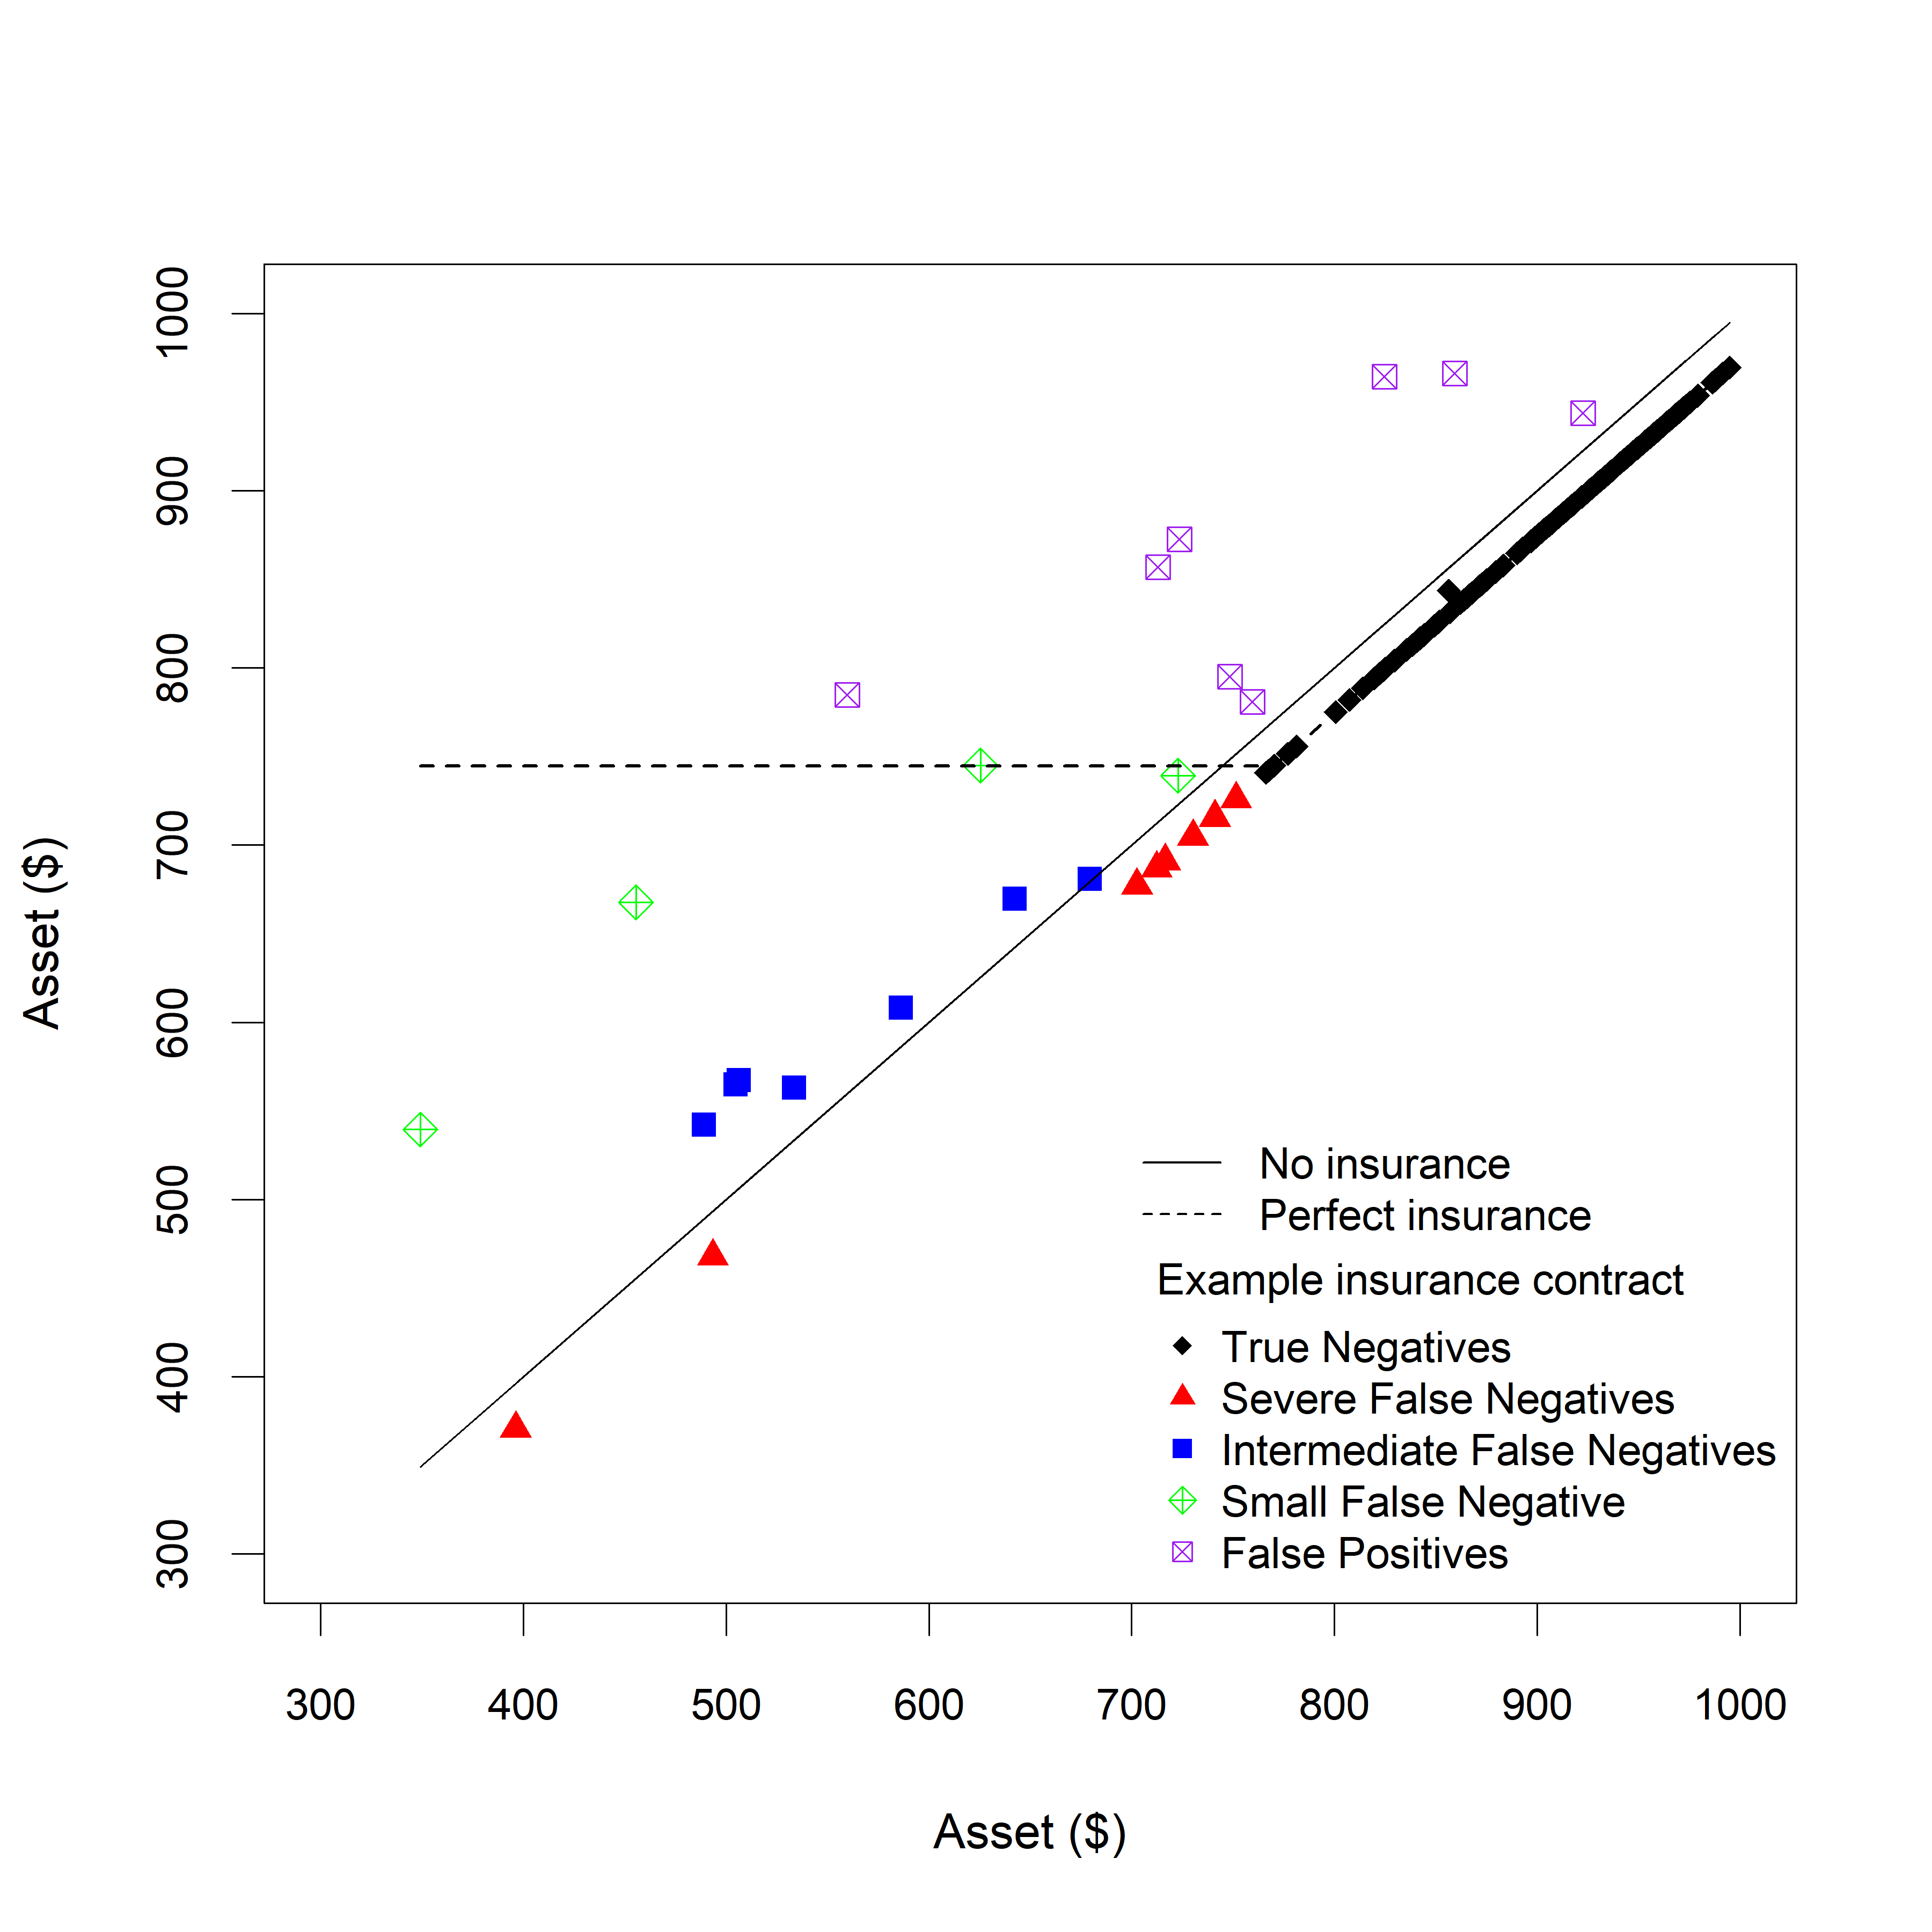 1000
900
800
700
600
500
400
300
Asset ($)
No insurance
Perfect insurance
Example insurance contract
True Negatives
Severe False Negatives
Intermediate False Negatives
Small False Negative
False Positives
300 400 500 600 700 800 900 1000
Asset ($)